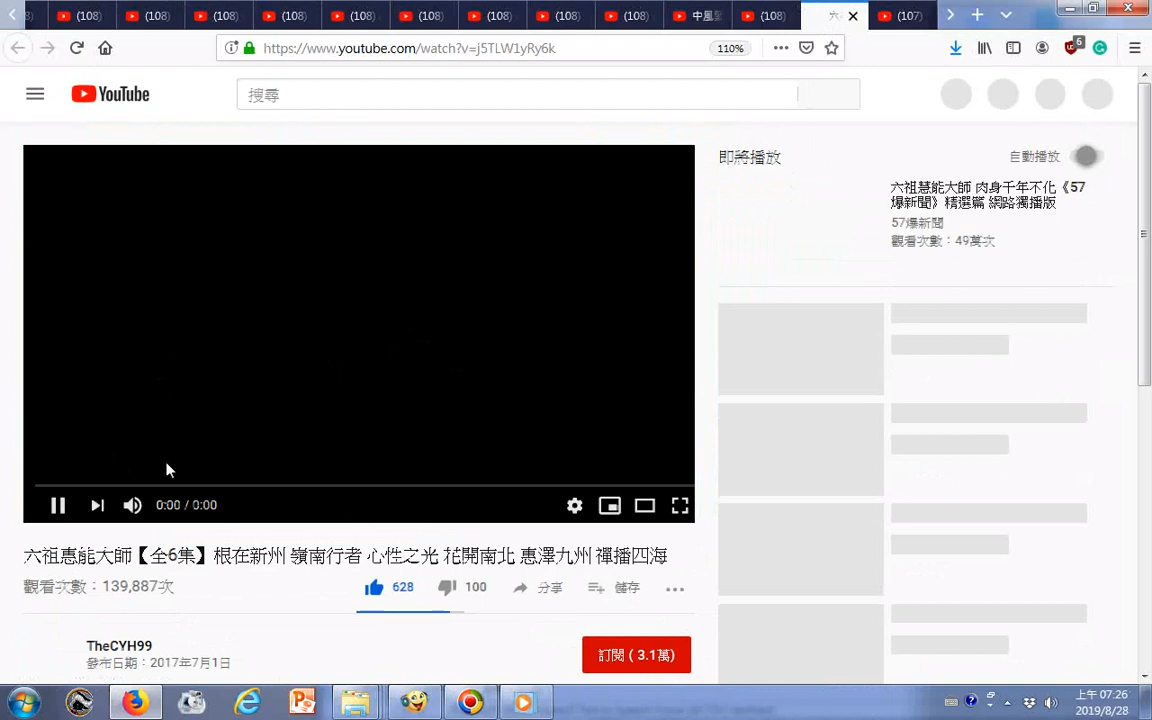 (108)
(108)
(108)
(108)
(108)
(108)
(108)
(108)
(108)
中風
(108)
(107)
https://www.youtube.com/watch?v=j5TLW1yRy6k
110%
6
YouTube
搜尋
即將播放
自動播放
六祖慧能大師 肉身千年不化《57
爆新聞》精選篇 網路獨播版
57爆新聞
觀看次數：49萬次
0:00 / 0:00
六祖惠能大師【全6集】根在新州 嶺南行者 心性之光 花開南北 惠澤九州 禪播四海
觀看次數：139,887次
628
100
分享
儲存
TheCYH99
發布日期：2017年7月1日
訂閱 ( 3.1萬)
上午 07:26
2019/8/28